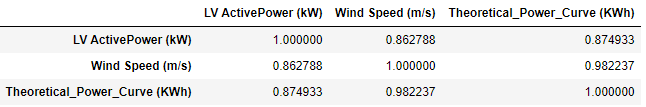 LV ActivePower (kW) Wind Speed (m/s) Theoretical_Power_Curve (KWh)
LV ActivePower (kW) 1.000000 0.862788 0.874933
Wind Speed (m/s) 0.862788 1.000000 0.982237
Theoretical_Power_Curve (KWh) 0.874933 0.982237 1.000000